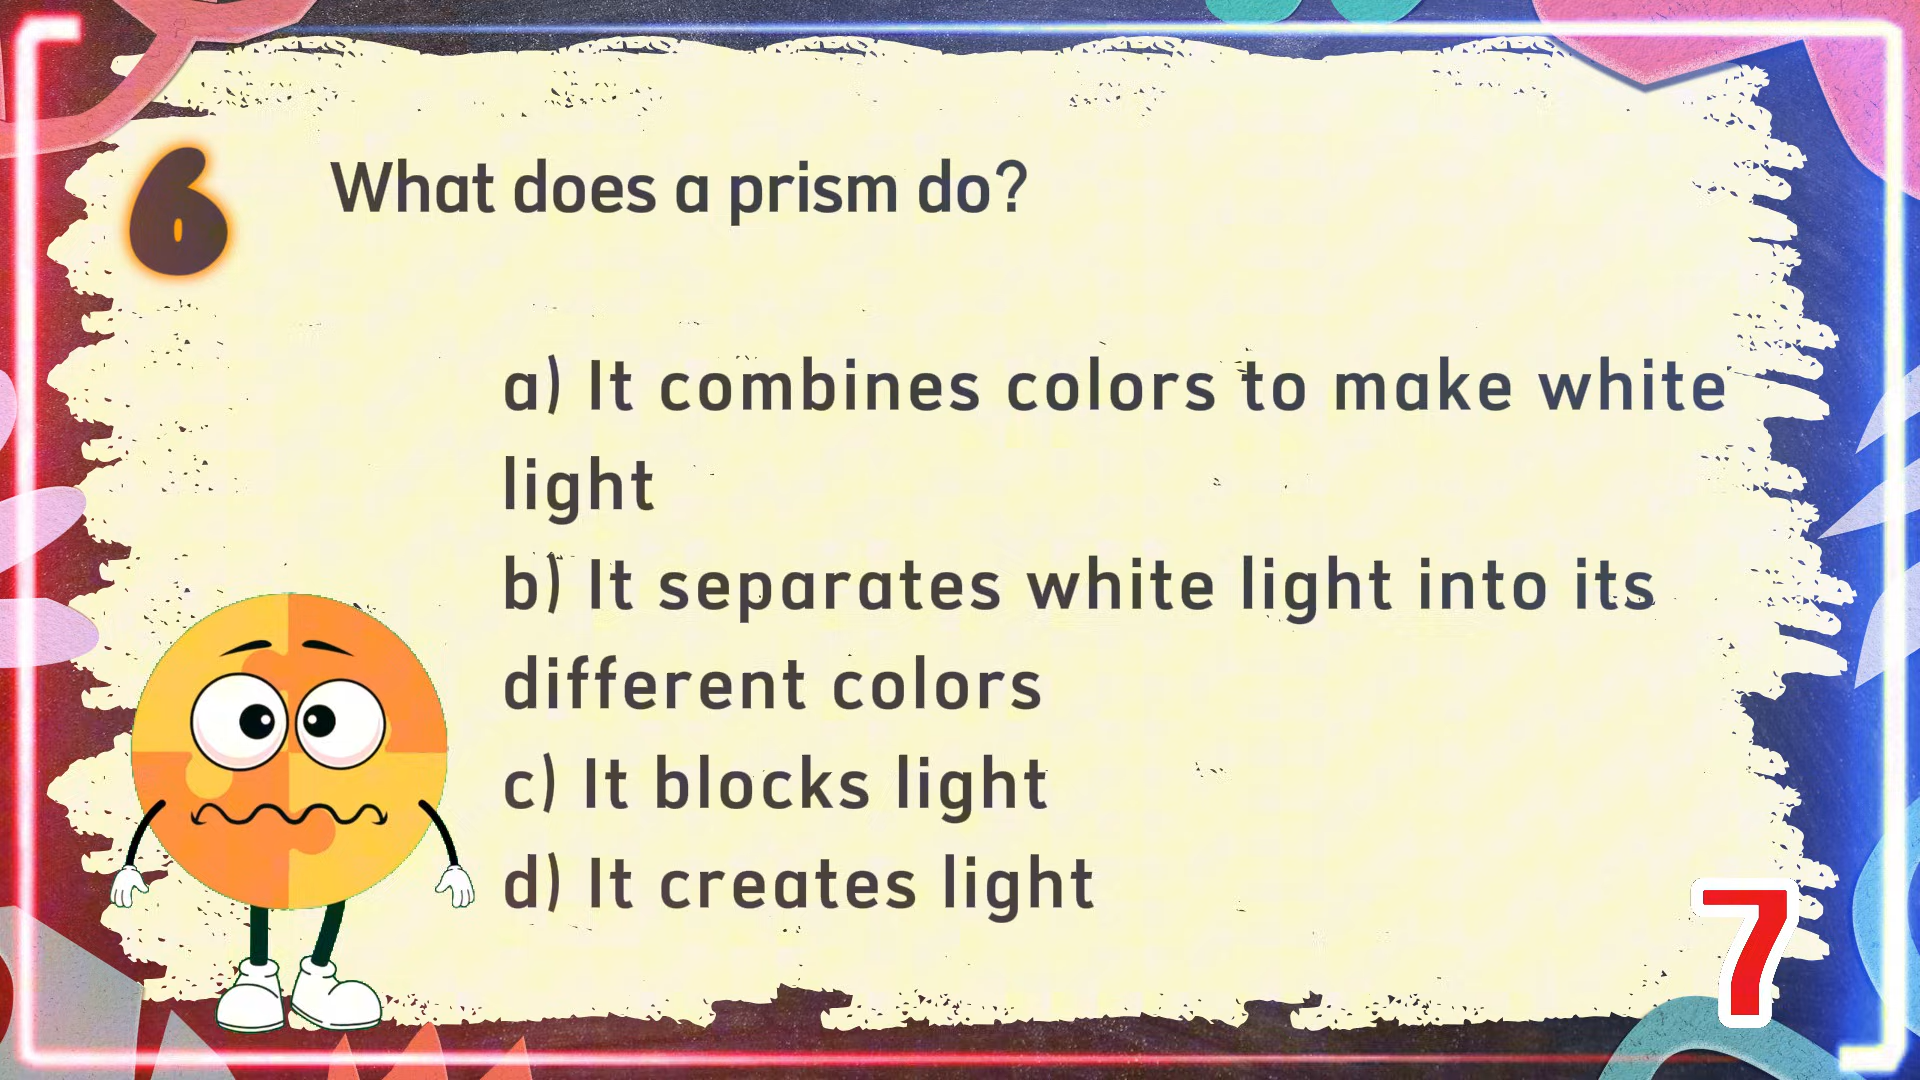 6
What does a prism do?
a) It combines colors to make white
light
b) It separates white light into its
different colors
c) It blocks light
d) It creates light
7